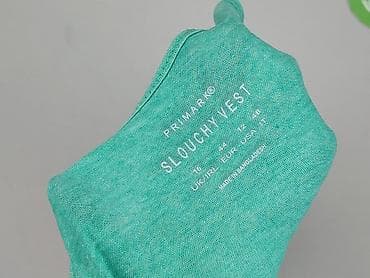 PRIMARK®
SLOUCHY VEST
16 44 12 48
UK/IRL EUR USA IT
MADE IN BANGLADESH